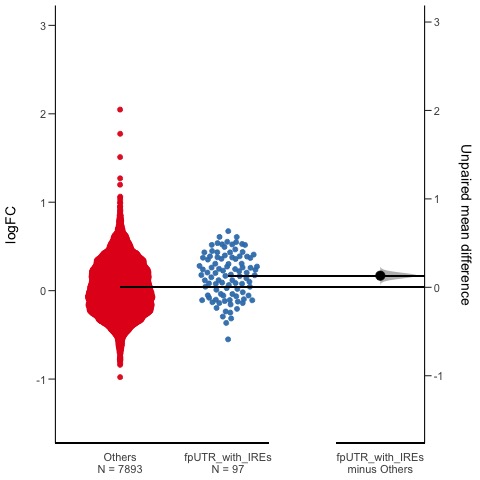 logFC
3
2
1
0
-1
3
2
1
0
-1
Unpaired mean difference
Others
N = 7893
fpUTR_with_IREs
N = 97
fpUTR_with_IREs
minus Others